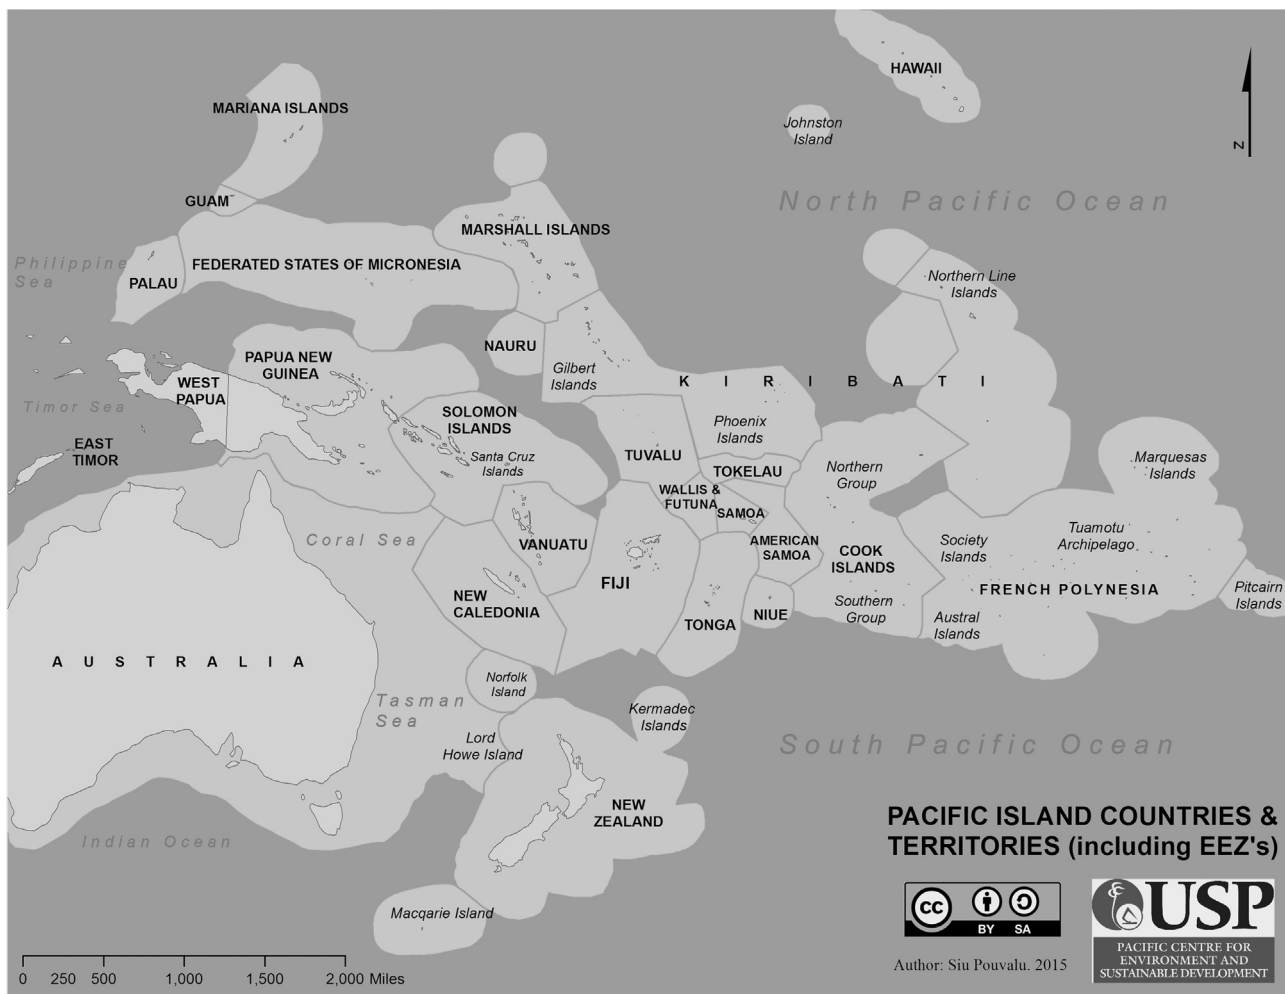 HAWAII
MARIANA ISLANDS
Johnston
Island
N
GUAM
North Pacific Ocean
MARSHALL ISLANDS
Philippine
Sea
FEDERATED STATES OF MICRONESIA
PALAU
Northern Line
Islands
NAURU
PAPUA NEW
GUINEA
Gilbert
Islands
KIRIBATI
WEST
PAPUA
Timor Sea
SOLOMON
ISLANDS
Phoenix
Islands
EAST
TIMOR
Santa Cruz
Islands
TUVALU
TOKELAU
Northern
Group
Marquesas
Islands
WALLIS &
FUTUNA
SAMOA
Coral Sea
VANUATU
AMERICAN
SAMOA
COOK
ISLANDS
Society
Islands
Tuamotu
Archipelago
FIJI
NEW
CALEDONIA
FRENCH POLYNESIA
Pitcairn
Islands
Southern
Group
NIUE
TONGA
Austral
Islands
AUSTRALIA
Norfolk
Island
Tasman
Sea
Kermadec
Islands
Lord
Howe Island
South Pacific Ocean
NEW
ZEALAND
Indian Ocean
PACIFIC ISLAND COUNTRIES &
TERRITORIES (including EEZ's)
Macqarie Island
cc
BY SA
USP
PACIFIC CENTRE FOR
ENVIRONMENT AND
SUSTAINABLE DEVELOPMENT
Author: Siu Pouvalu. 2015
0 250 500 1,000 1,500 2,000 Miles